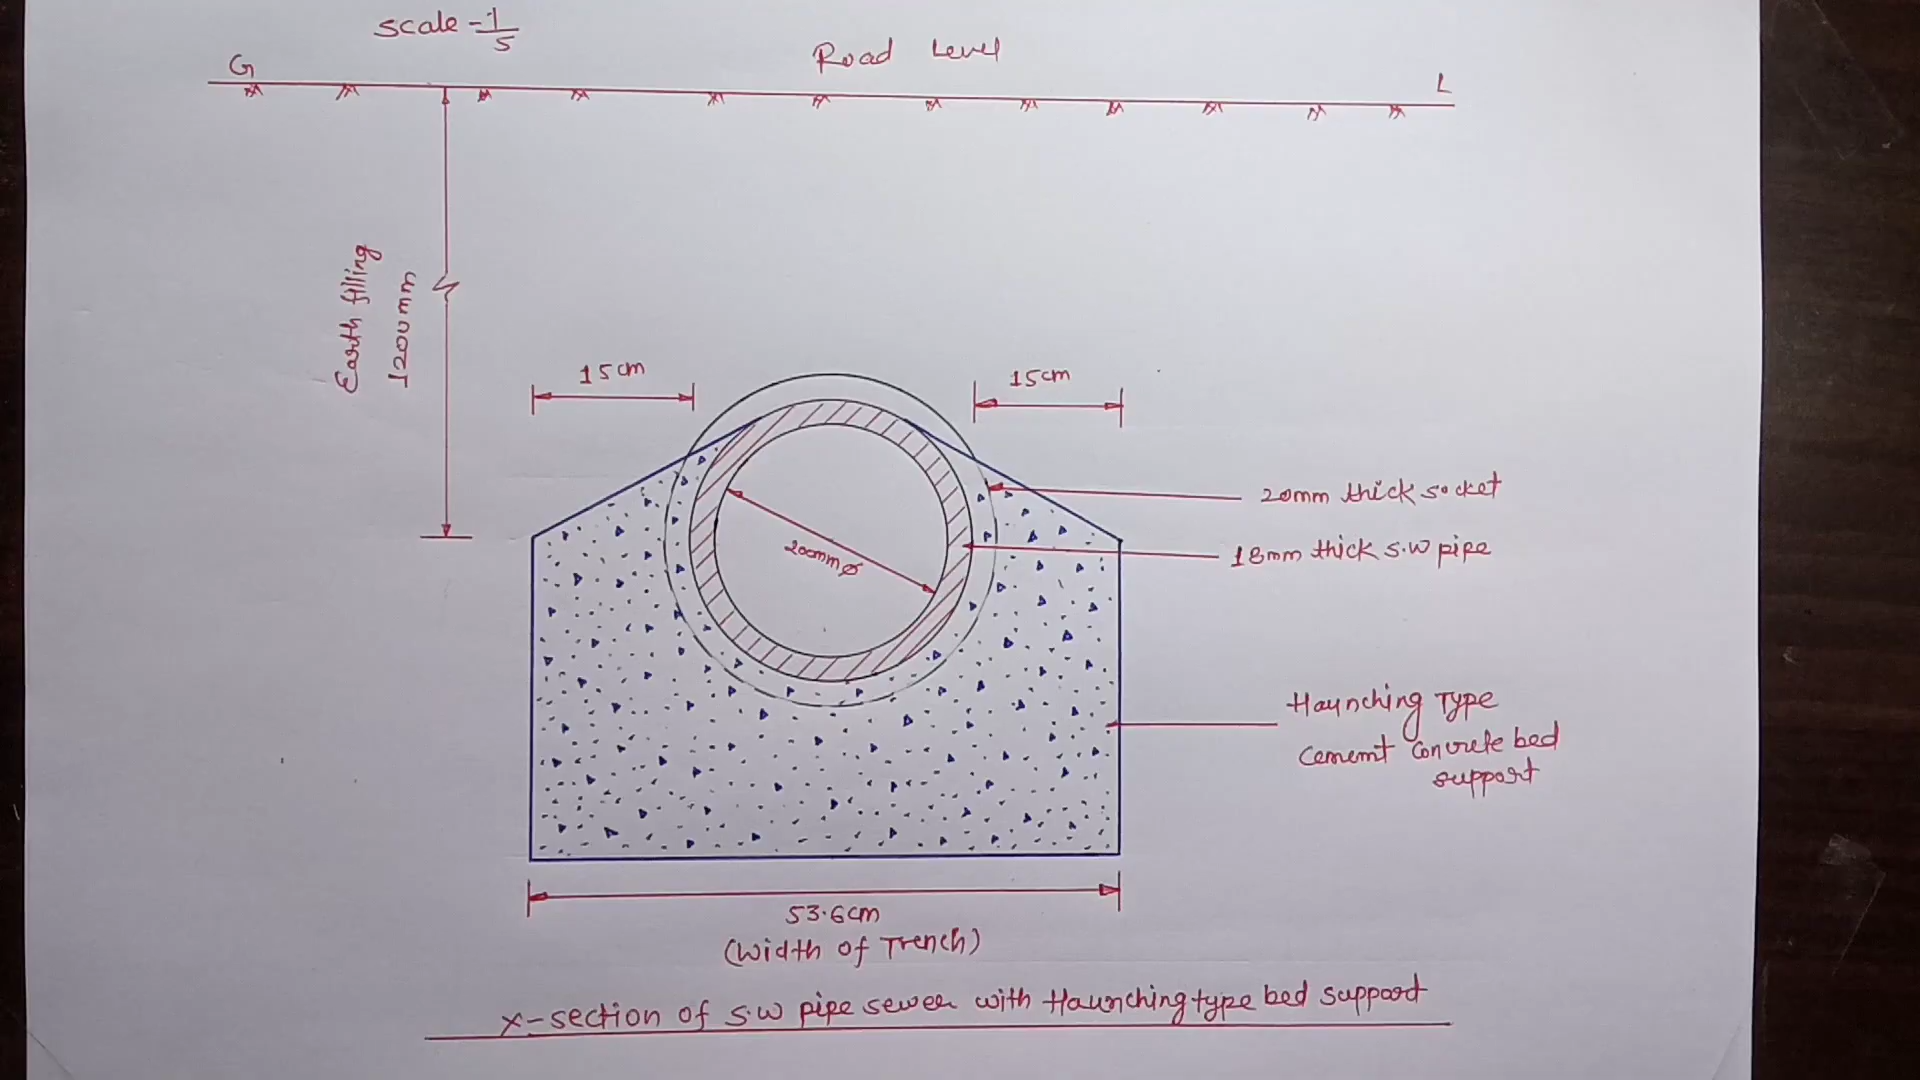 Scale - 1/5
Road Level
G
L
Earth filling
1200mm
15cm
15cm
20mm thick socket
200mm Ø
18mm thick s.w pipe
Haunching Type
cement concrete bed
support
53.6cm
(Width of Trench)
x-section of s.w pipe sewer with Haunching type bed support